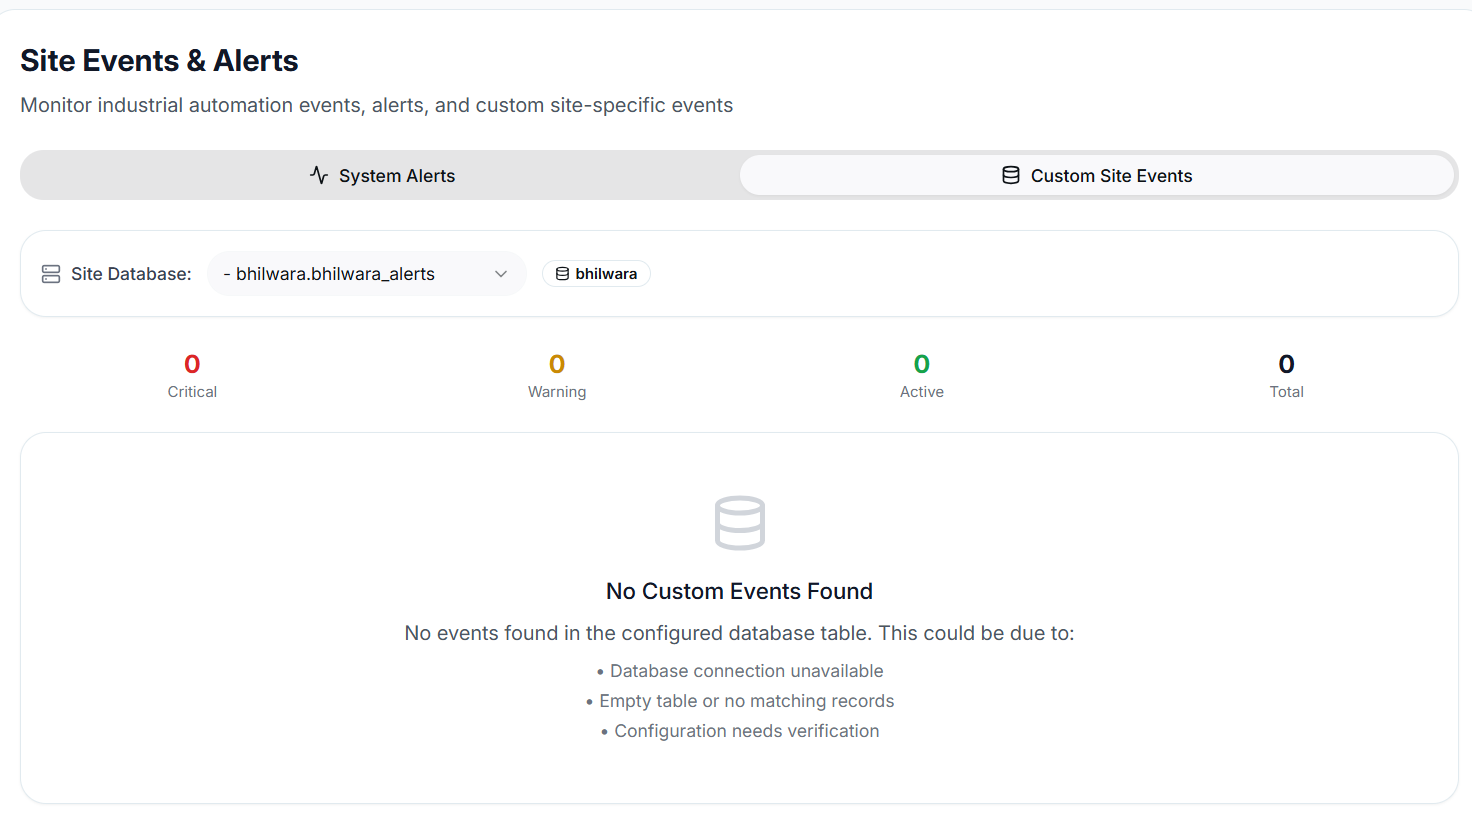 Site Events & Alerts
Monitor industrial automation events, alerts, and custom site-specific events
System Alerts
Custom Site Events
Site Database:
- bhilwara.bhilwara_alerts
bhilwara
0
Critical
0
Warning
0
Active
0
Total
No Custom Events Found
No events found in the configured database table. This could be due to:
• Database connection unavailable
• Empty table or no matching records
• Configuration needs verification